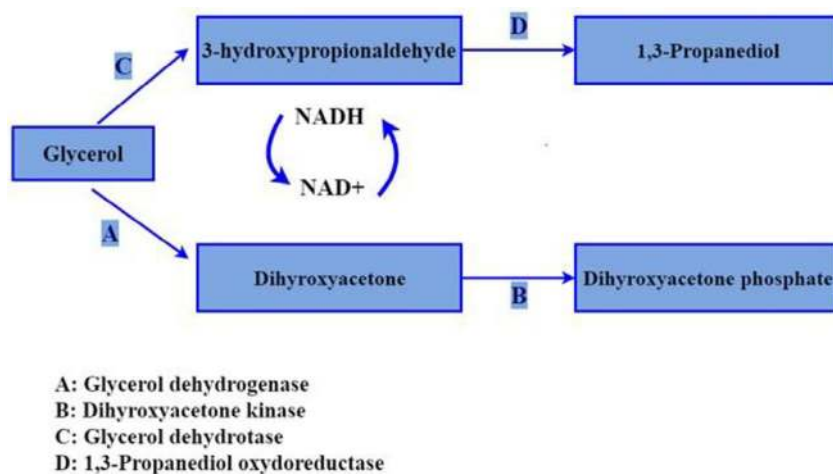 D
3-hydroxypropionaldehyde
1,3-Propanediol
C
NADH
Glycerol
NAD+
A
Dihyroxyacetone
Dihyroxyacetone phosphate
B
A: Glycerol dehydrogenase
B: Dihyroxyacetone kinase
C: Glycerol dehydrotase
D: 1,3-Propanediol oxydoreductase